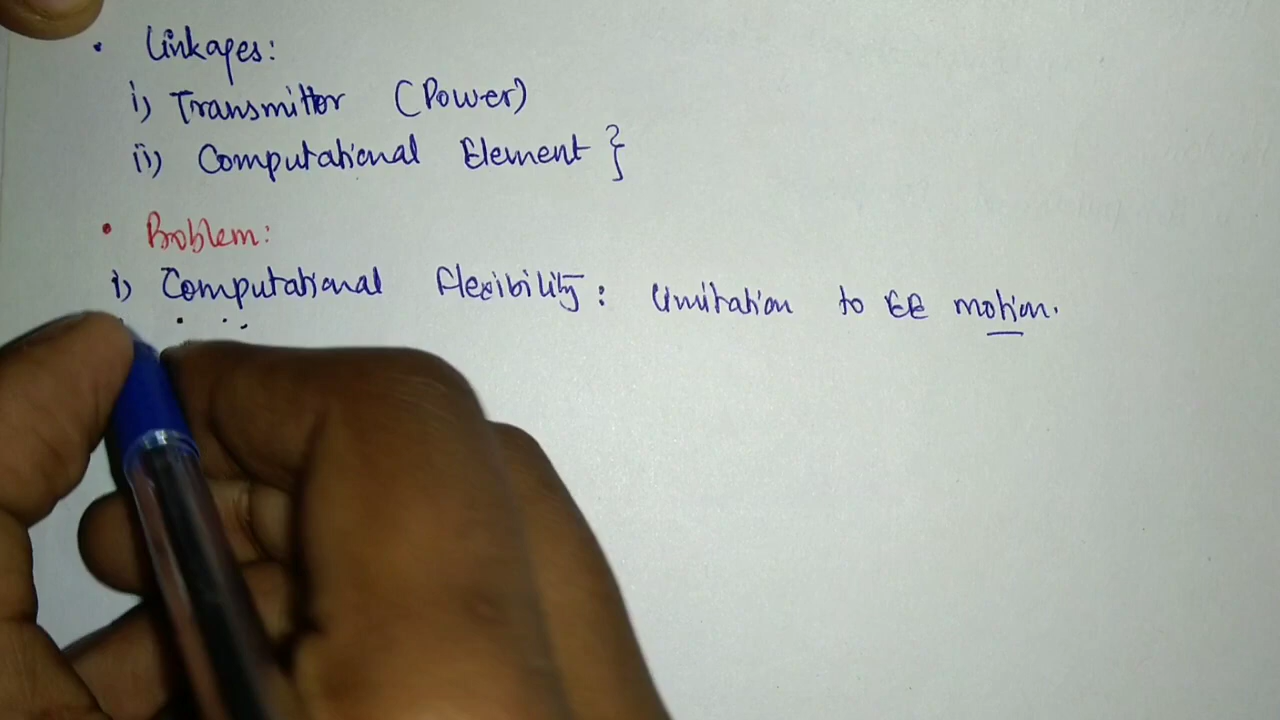 • Linkages:
i) Transmitter (Power)
ii) Computational Element }
• Problem:
i) Computational flexibility: Limitation to EE motion.